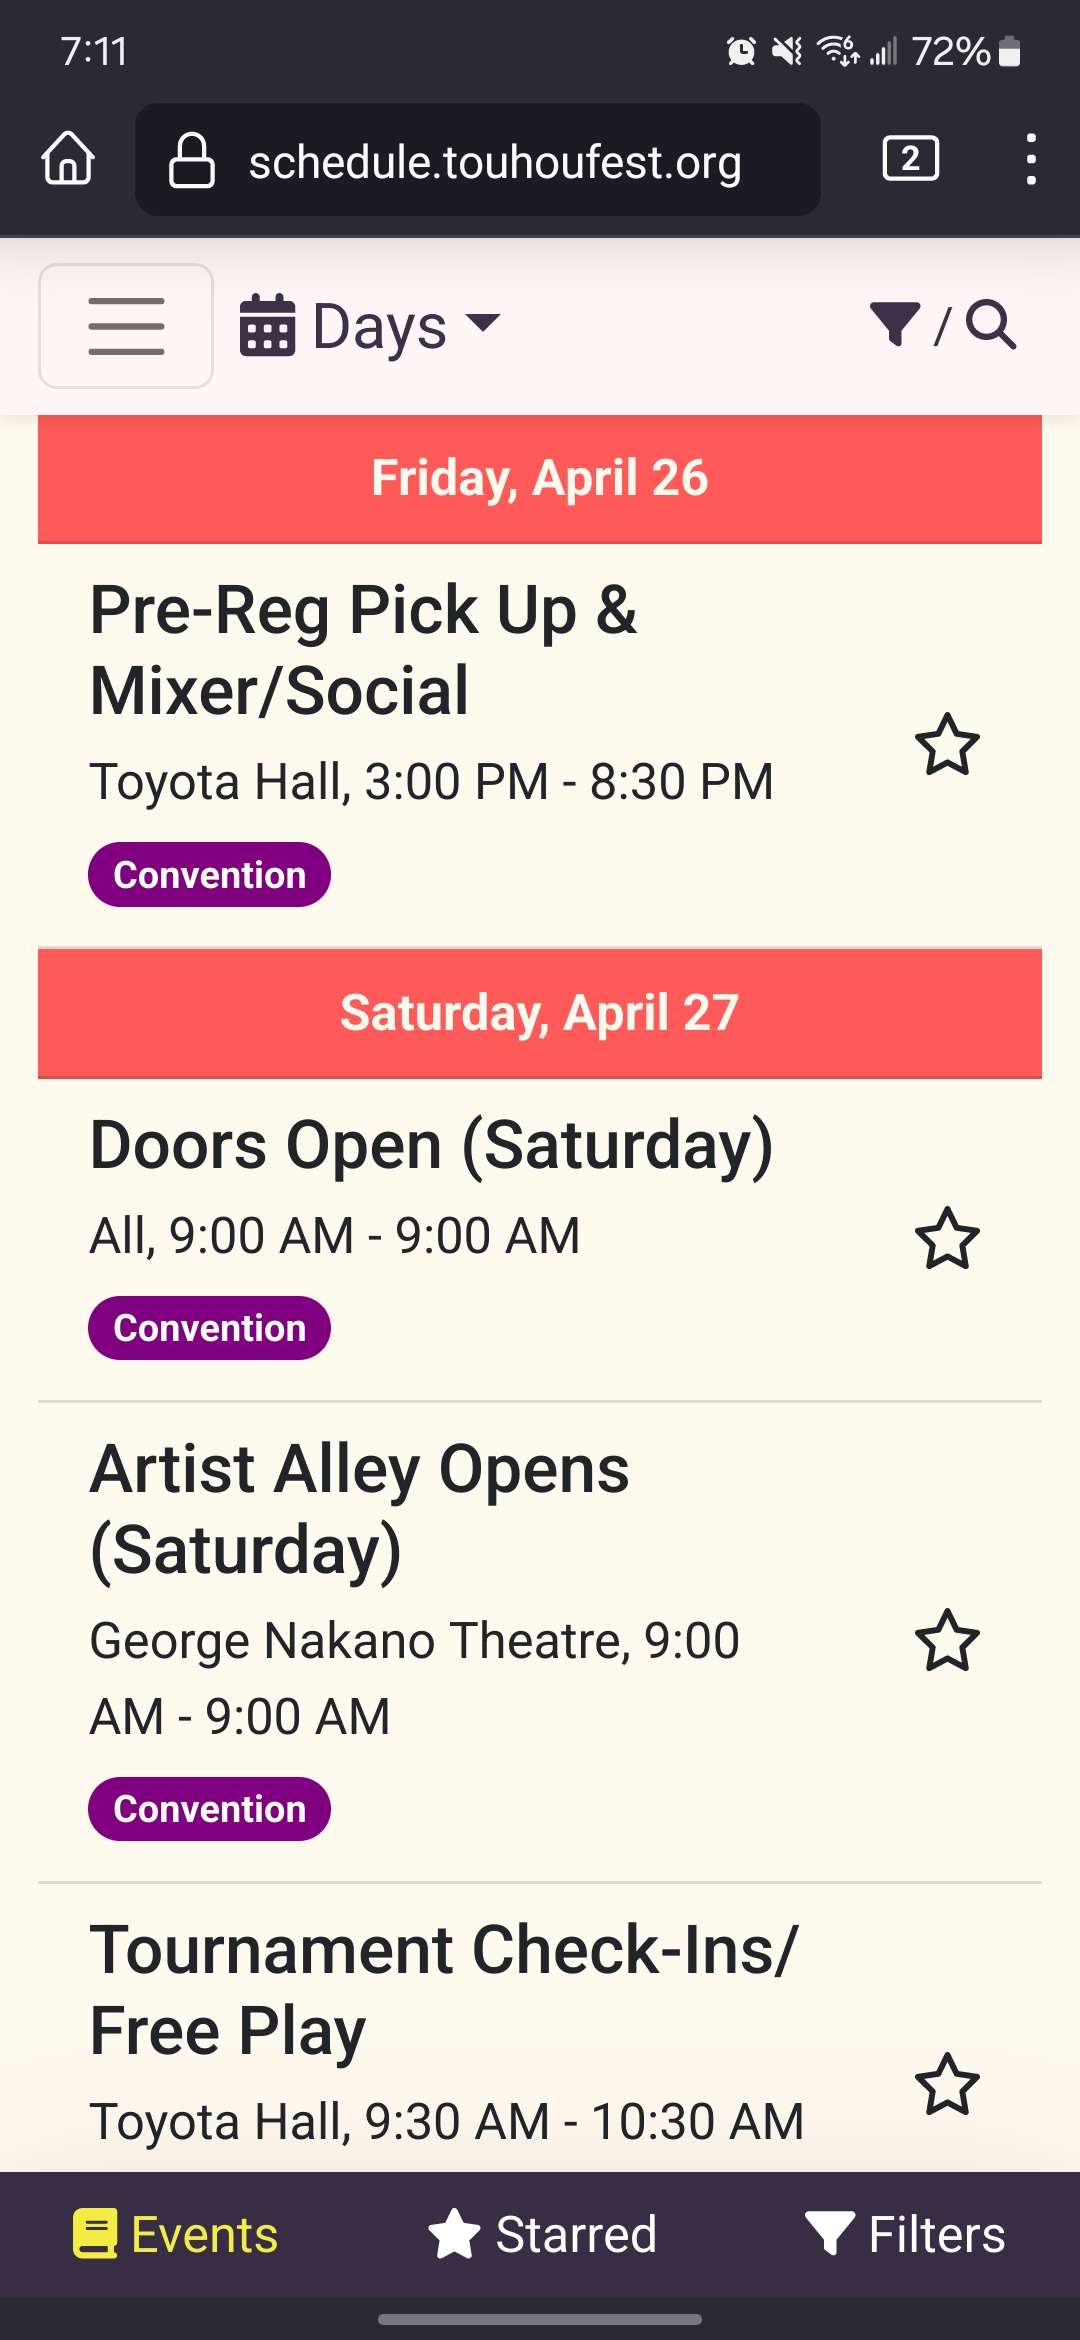 7:11
6
72%
schedule.touhoufest.org
2
Days
/
Friday, April 26
Pre-Reg Pick Up &
Mixer/Social
Toyota Hall, 3:00 PM - 8:30 PM
Convention
Saturday, April 27
Doors Open (Saturday)
All, 9:00 AM - 9:00 AM
Convention
Artist Alley Opens
(Saturday)
George Nakano Theatre, 9:00
AM - 9:00 AM
Convention
Tournament Check-Ins/
Free Play
Toyota Hall, 9:30 AM - 10:30 AM
Events
Starred
Filters